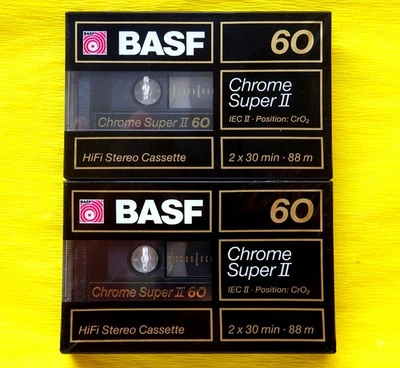 BASF BASF 60
Chrome
Super II
IEC II · Position: CrO₂
Chrome Super II 60
HiFi Stereo Cassette 2 x 30 min · 88 m
BASF BASF 60
Chrome
Super II
IEC II · Position: CrO₂
Chrome Super II 60
HiFi Stereo Cassette 2 x 30 min · 88 m